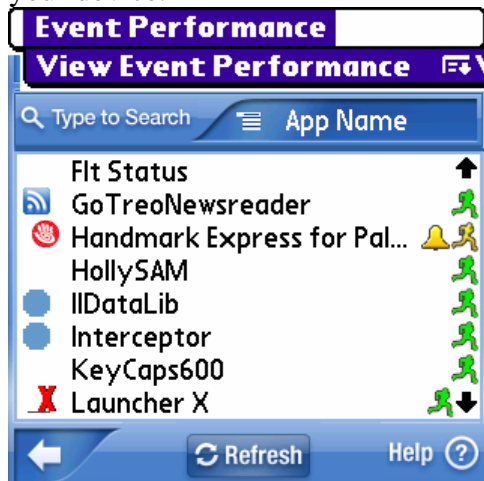 Event Performance
View Event Performance
Type to Search App Name
Flt Status
GoTreoNewsreader
Handmark Express for Pal...
HollySAM
IIDataLib
Interceptor
KeyCaps600
Launcher X
Refresh Help ?